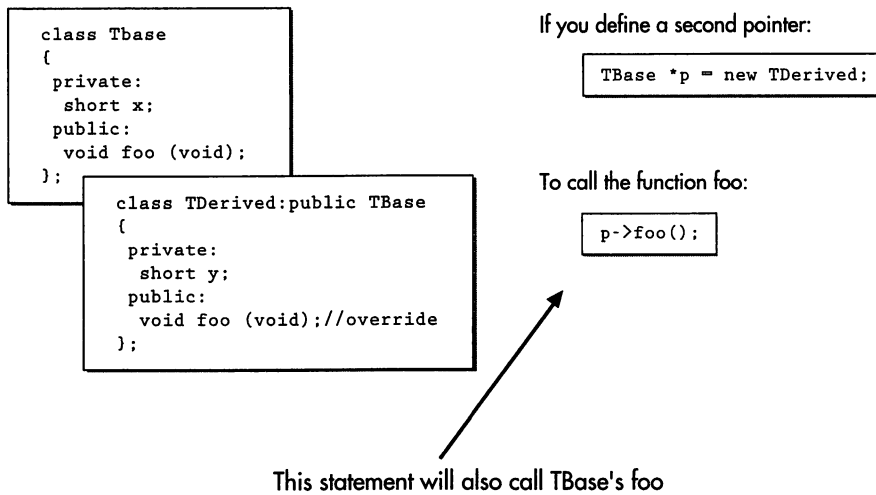 class Tbase
{
private:
short x;
public:
void foo (void);
};
class TDerived:public TBase
{
private:
short y;
public:
void foo (void);//override
};
If you define a second pointer:
TBase *p = new TDerived;
To call the function foo:
p->foo();
This statement will also call TBase's foo